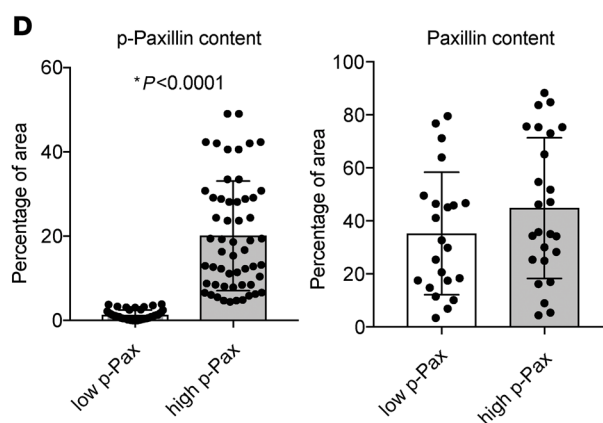 D
p-Paxillin content
Percentage of area
60
40
20
0
*P<0.0001
low p-Pax
high p-Pax
Paxillin content
Percentage of area
100
80
60
40
20
0
low p-Pax
high p-Pax